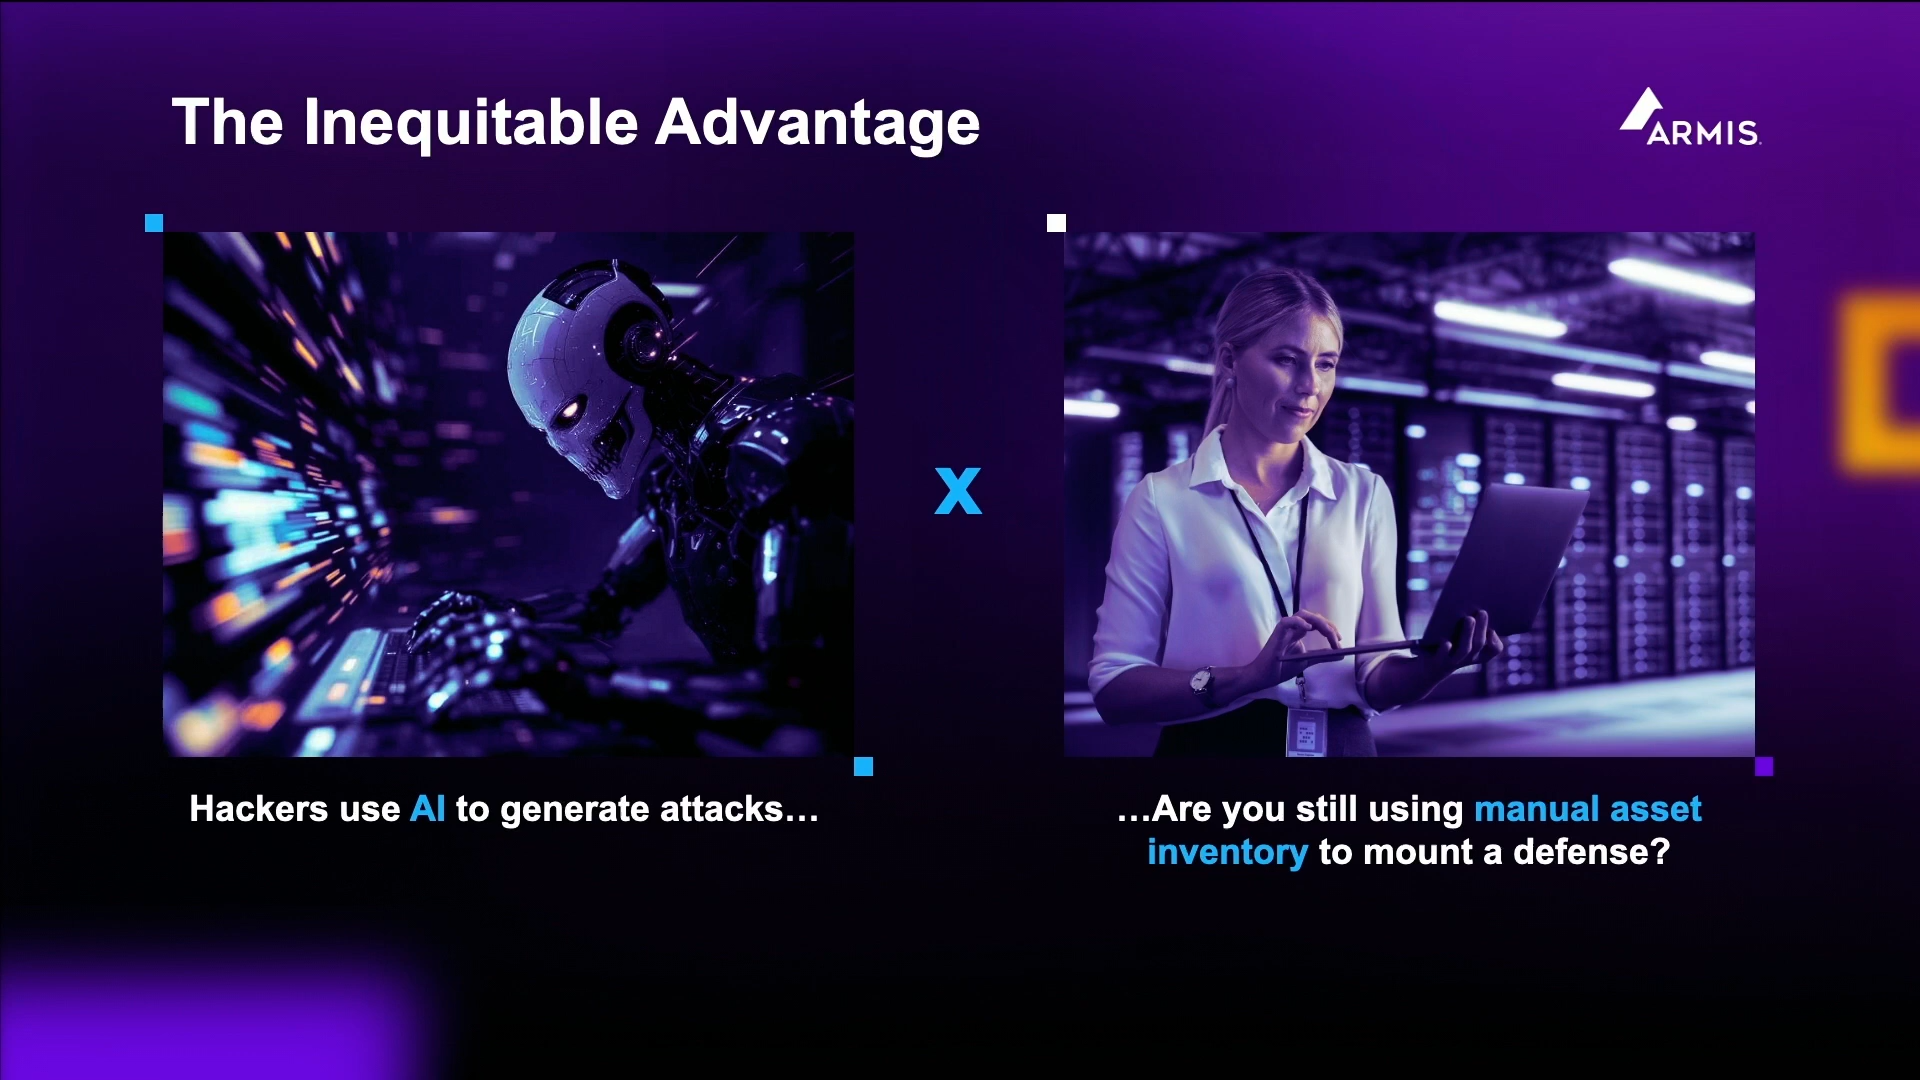 The Inequitable Advantage
ARMIS
X
Hackers use AI to generate attacks…
…Are you still using manual asset
inventory to mount a defense?